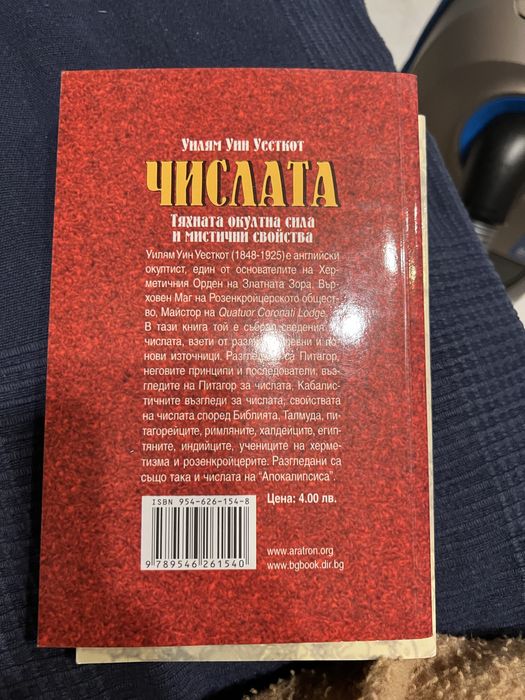 Уилям Уин Уесткот
ЧИСЛАТА
Тяхната окултна сила
и мистични свойства
Уилям Уин Уесткот (1848-1925) е английски
окултист, един от основателите на Хер-
метичния Орден на Златната Зора, Вър-
ховен Маг на Розенкройцерското общест-
во, Майстор на Quatuor Coronati Lodge.
В тази книга той е събрал сведения
числата, взети от древни и по-
нови източници. Разгледани са Питагор,
неговите принципи и последователи, въз-
гледите на Питагор за числата, Кабалис-
тичните възгледи за числата; свойствата
на числата според Библията, Талмуда, пи-
тагорейците, римляните, халдейците, егип-
тяните, индийците, учениците на херме-
тизма и розенкройцерите. Разгледани са
също така и числата на "Апокалипсиса".
ISBN 954-626-154-8
Цена: 4.00 лв.
9 789546 261540
www.aratron.org
www.bgbook.dir.bg